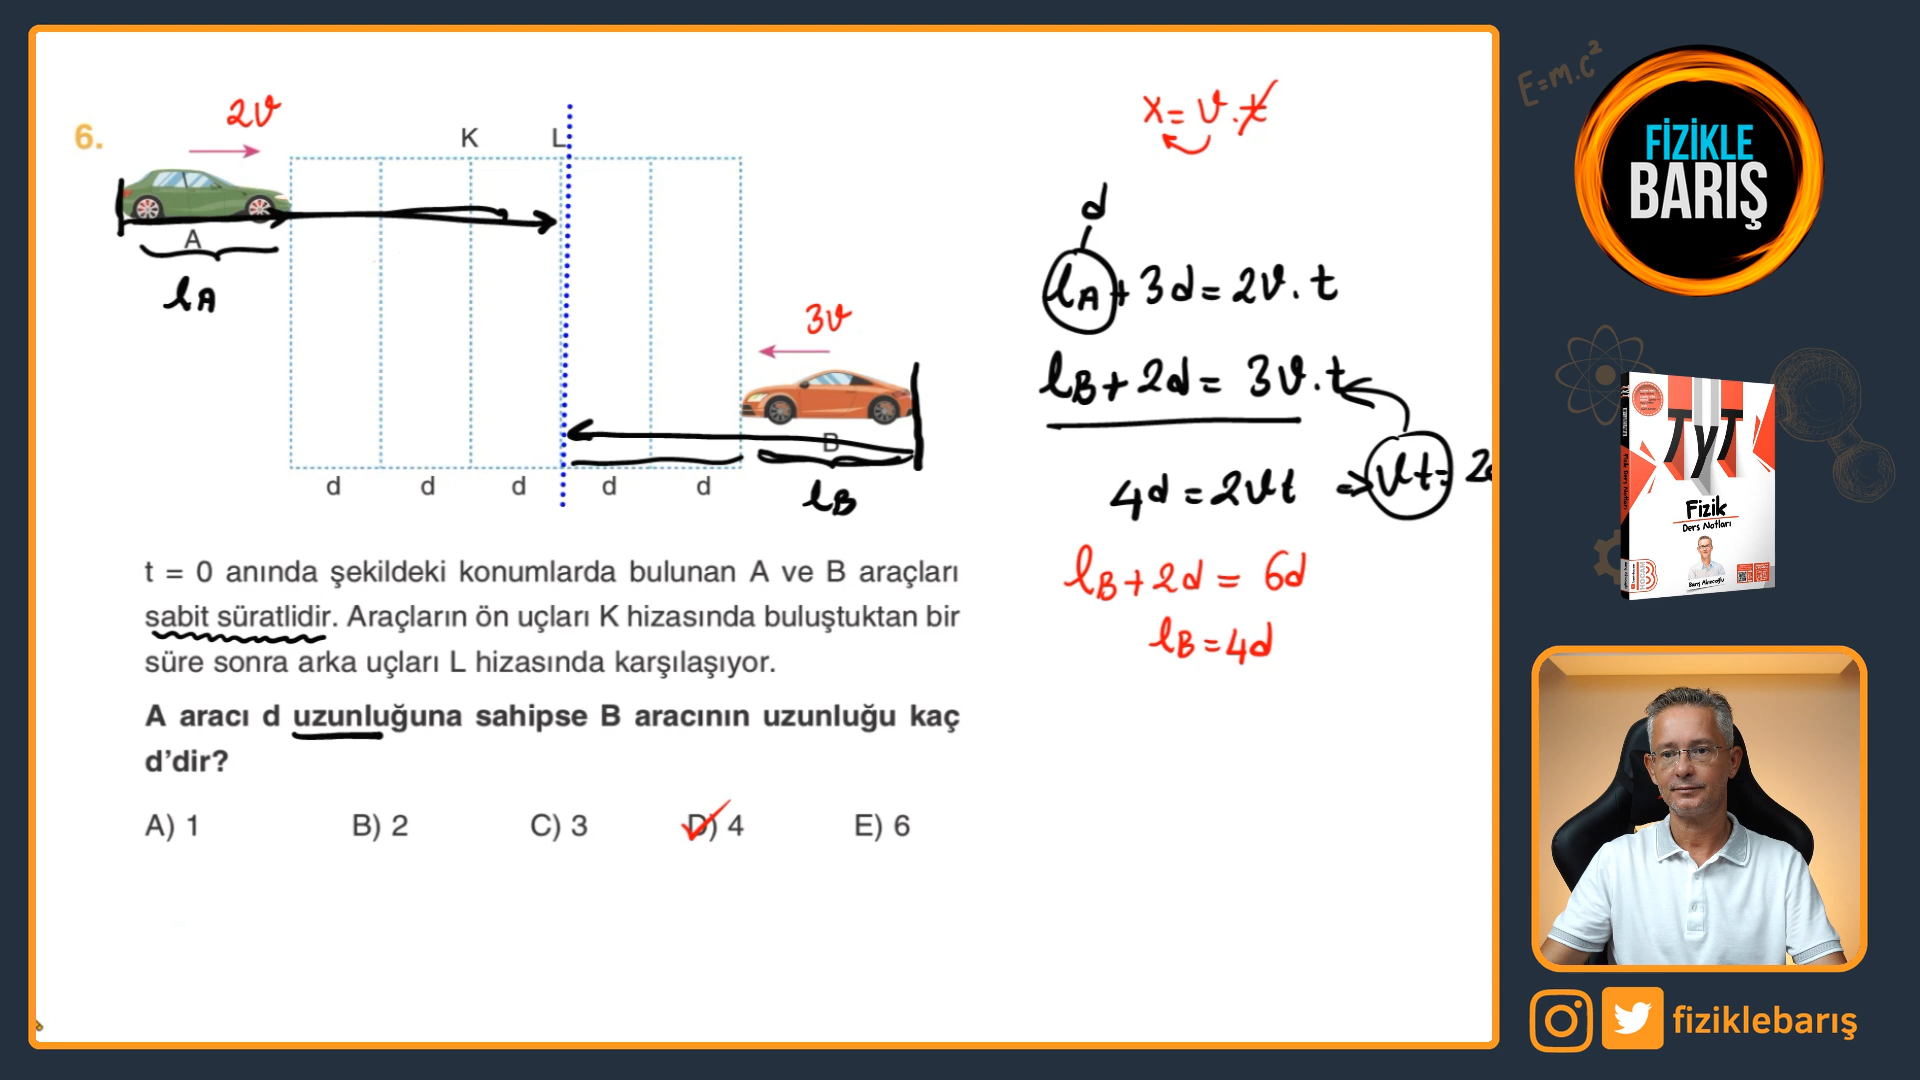 6.
2v
K
L
A
lA
3v
B
lB
d d d d d
t = 0 anında şekildeki konumlarda bulunan A ve B araçları
sabit süratlidir. Araçların ön uçları K hizasında buluştuktan bir
süre sonra arka uçları L hizasında karşılaşıyor.
A aracı d uzunluğuna sahipse B aracının uzunluğu kaç
d'dir?
A) 1 B) 2 C) 3 D) 4 E) 6
x = v.t
d
lA + 3d = 2v.t
lB + 2d = 3v.t
4d = 2vt ⇒ vt = 2d
lB + 2d = 6d
lB = 4d
E=m.c²
FİZİKLE
BARIŞ
TYT
Fizik
Ders Notları
fiziklebarış